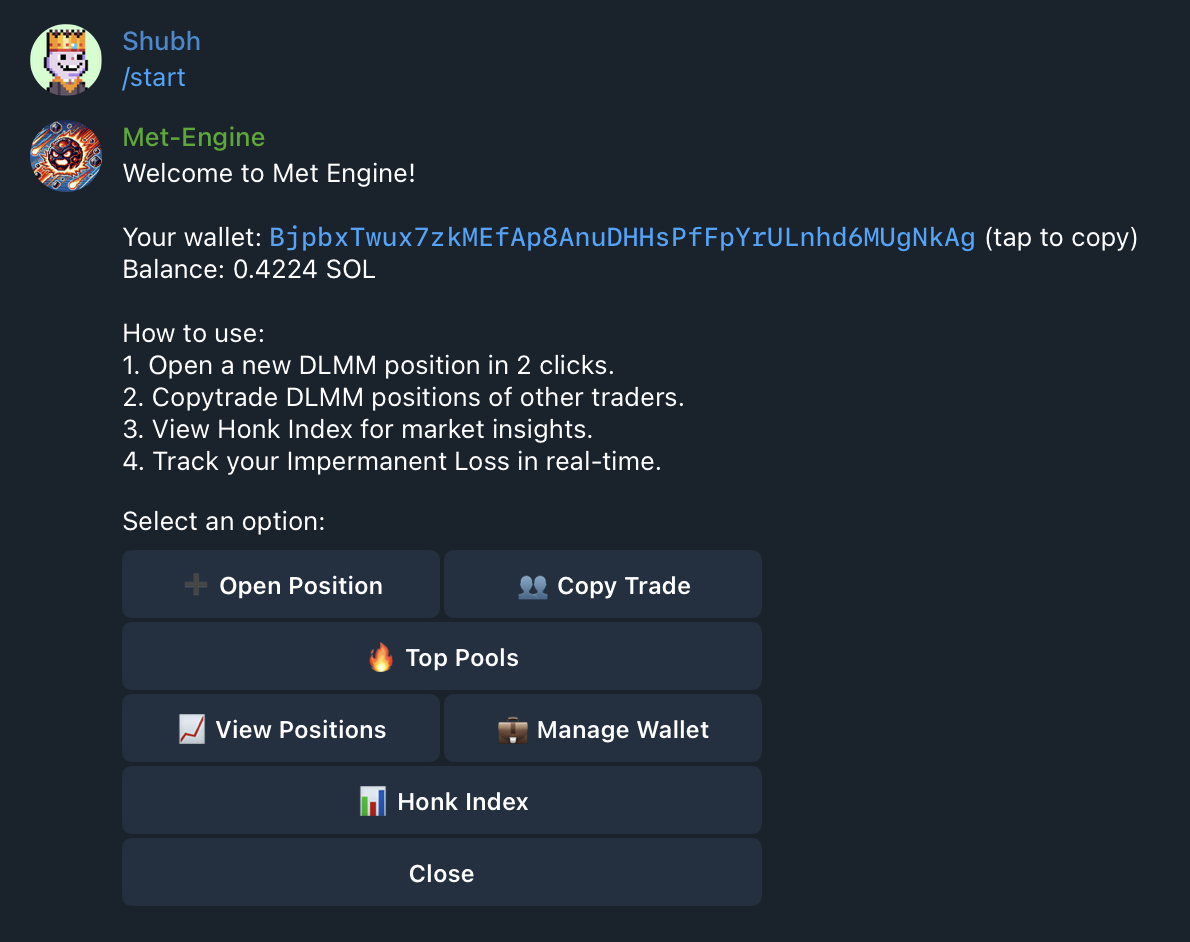 Shubh
/start
Met-Engine
Welcome to Met Engine!
Your wallet: BjpbxTwux7zkMEfAp8AnuDHHsPfFpYrULnhd6MUgNkAg (tap to copy)
Balance: 0.4224 SOL
How to use:
1. Open a new DLMM position in 2 clicks.
2. Copytrade DLMM positions of other traders.
3. View Honk Index for market insights.
4. Track your Impermanent Loss in real-time.
Select an option:
➕ Open Position
👥 Copy Trade
🔥 Top Pools
📈 View Positions
💼 Manage Wallet
📊 Honk Index
Close